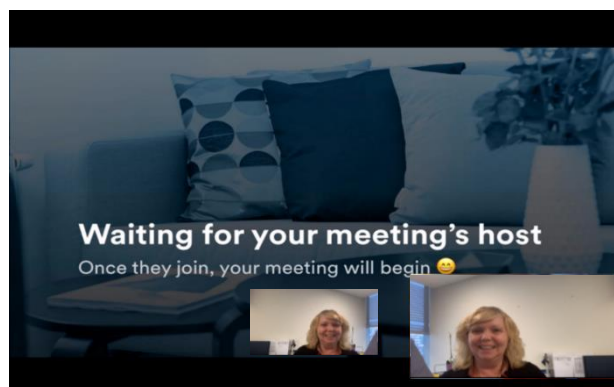 Waiting for your meeting's host
Once they join, your meeting will begin 😊